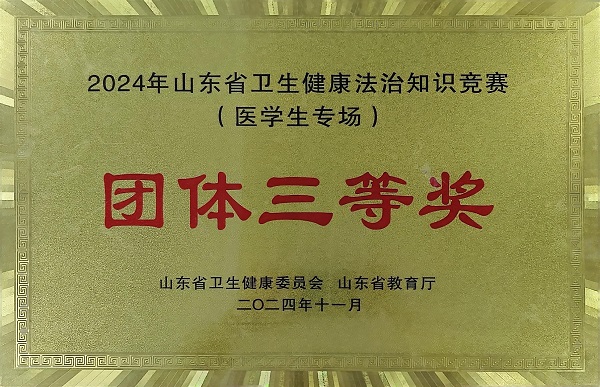 2024年山东省卫生健康法治知识竞赛
（医学生专场）
团体三等奖
山东省卫生健康委员会 山东省教育厅
二〇二四年十一月